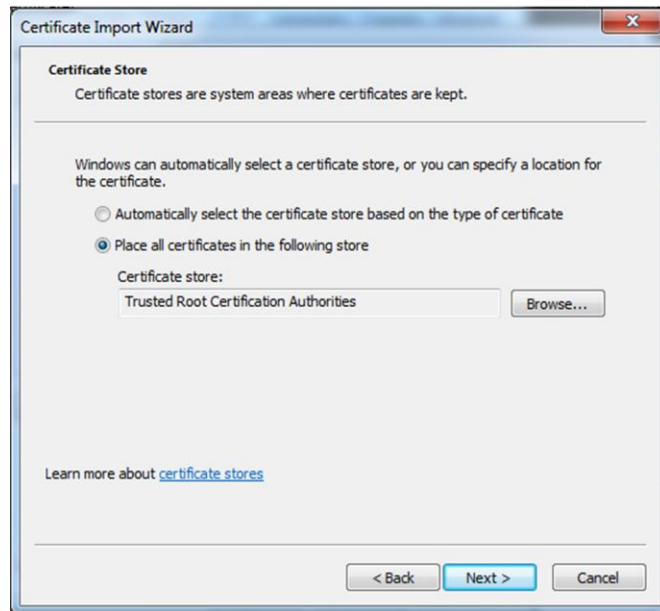 Certificate Import Wizard
Certificate Store
Certificate stores are system areas where certificates are kept.
Windows can automatically select a certificate store, or you can specify a location for
the certificate.
Automatically select the certificate store based on the type of certificate
Place all certificates in the following store
Certificate store:
Trusted Root Certification Authorities
Browse...
Learn more about certificate stores
< Back
Next >
Cancel